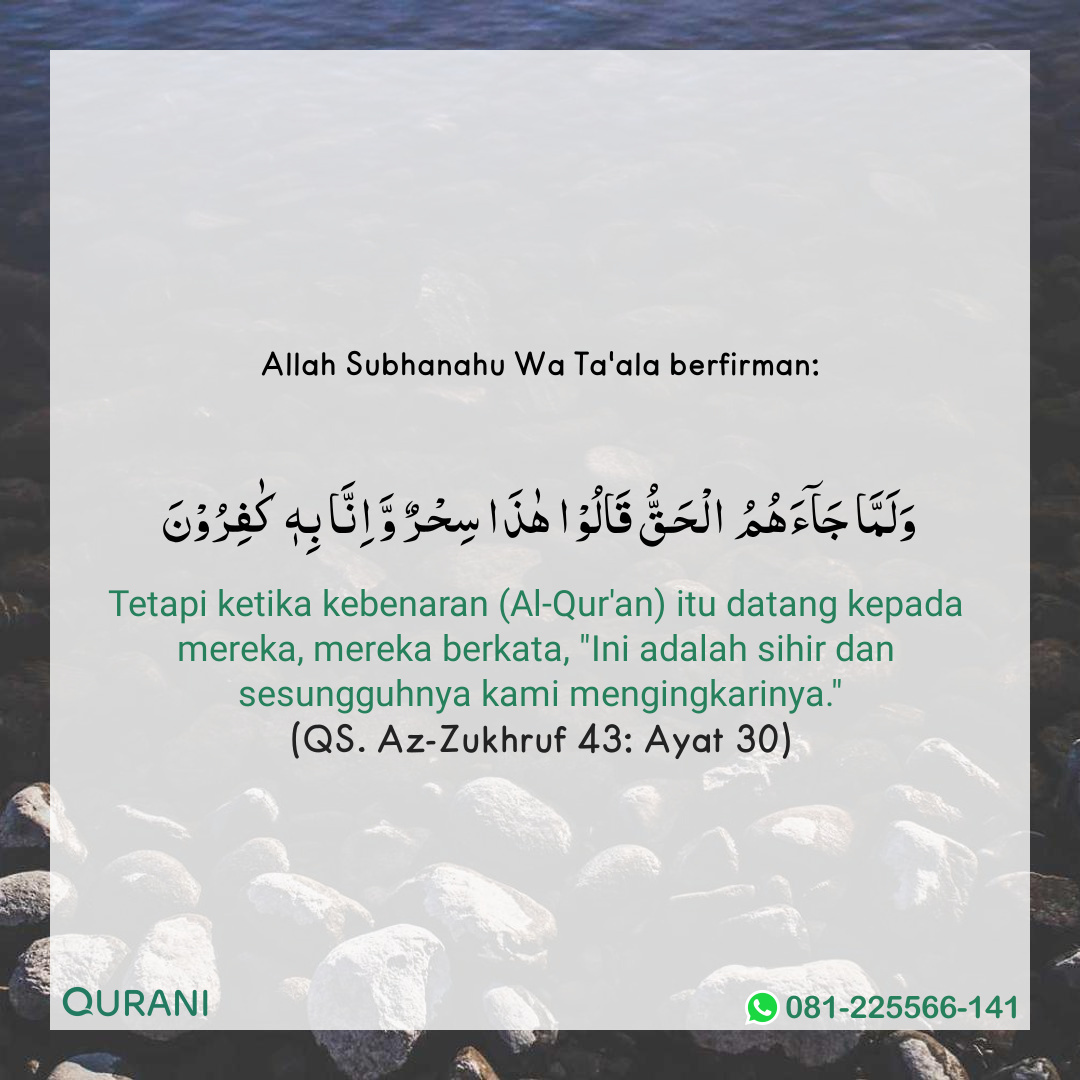 Allah Subhanahu Wa Ta'ala berfirman:
وَلَمَّا جَآءَهُمُ الْحَقُّ قَالُوْا هٰذَا سِحْرٌ وَّاِنَّا بِهٖ كٰفِرُوْنَ
Tetapi ketika kebenaran (Al-Qur'an) itu datang kepada
mereka, mereka berkata, "Ini adalah sihir dan
sesungguhnya kami mengingkarinya."
(QS. Az-Zukhruf 43: Ayat 30)
QURANI
081-225566-141